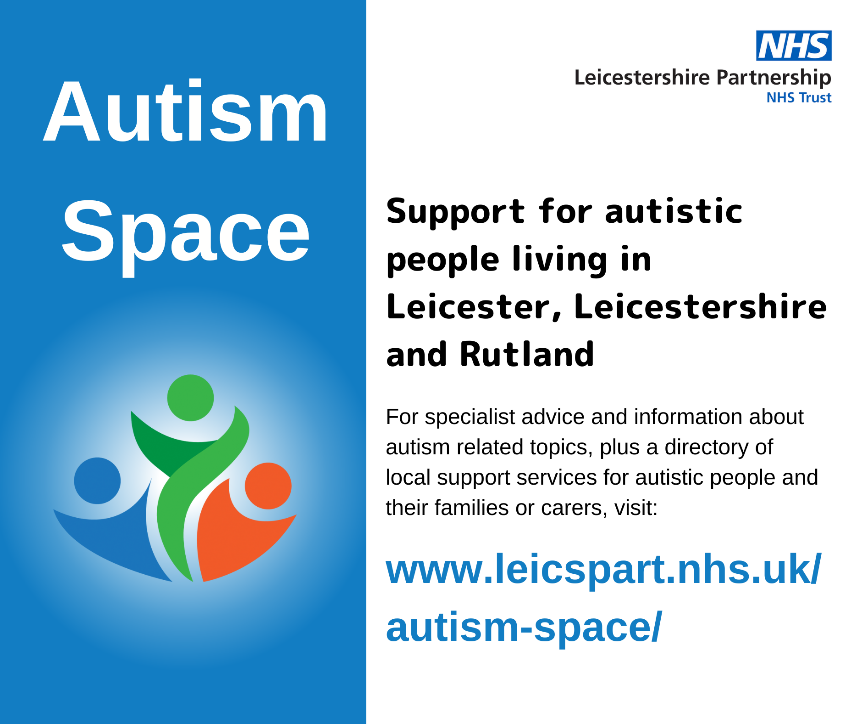 Autism
Space
NHS
Leicestershire Partnership
NHS Trust
Support for autistic
people living in
Leicester, Leicestershire
and Rutland
For specialist advice and information about
autism related topics, plus a directory of
local support services for autistic people and
their families or carers, visit:
www.leicspart.nhs.uk/
autism-space/